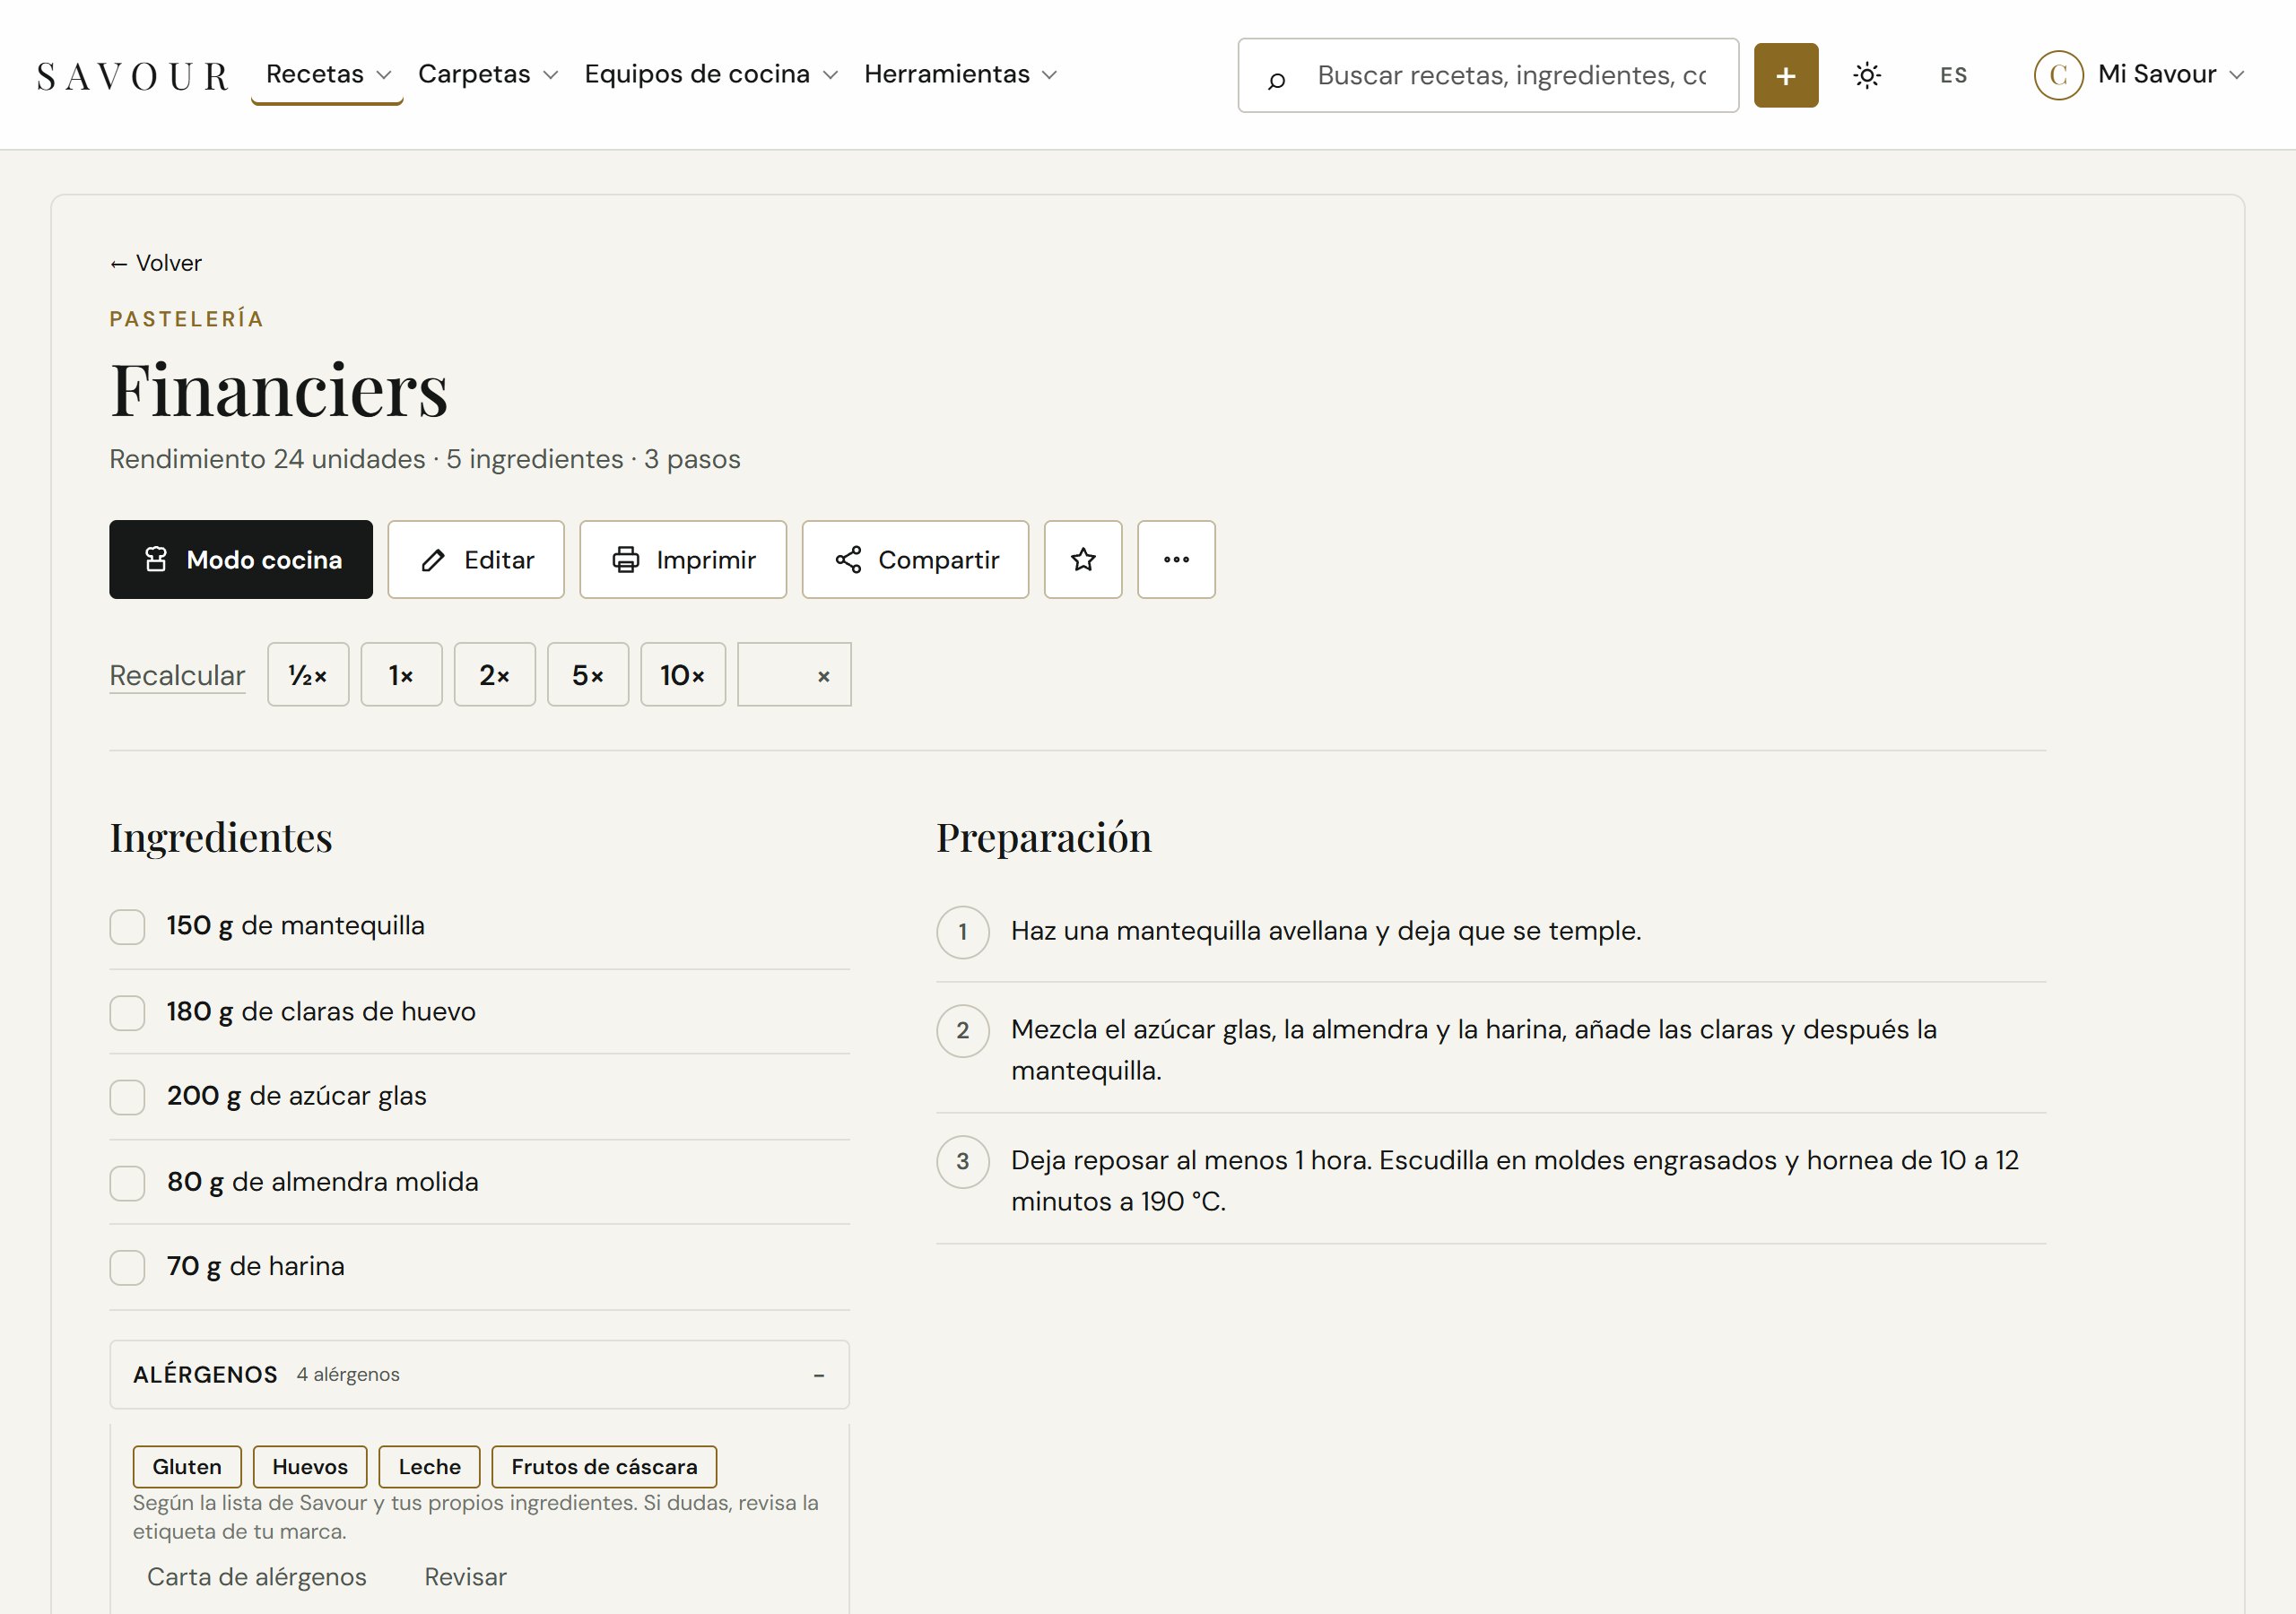 SAVOUR Recetas Carpetas Equipos de cocina Herramientas Buscar recetas, ingredientes, cc + ES C Mi Savour
← Volver
PASTELERÍA
Financiers
Rendimiento 24 unidades · 5 ingredientes · 3 pasos
Modo cocina Editar Imprimir Compartir
Recalcular ½× 1× 2× 5× 10× ×
Ingredientes
150 g de mantequilla
180 g de claras de huevo
200 g de azúcar glas
80 g de almendra molida
70 g de harina
ALÉRGENOS 4 alérgenos –
Gluten Huevos Leche Frutos de cáscara
Según la lista de Savour y tus propios ingredientes. Si dudas, revisa la
etiqueta de tu marca.
Carta de alérgenos Revisar
Preparación
1 Haz una mantequilla avellana y deja que se temple.
2 Mezcla el azúcar glas, la almendra y la harina, añade las claras y después la
mantequilla.
3 Deja reposar al menos 1 hora. Escudilla en moldes engrasados y hornea de 10 a 12
minutos a 190 °C.